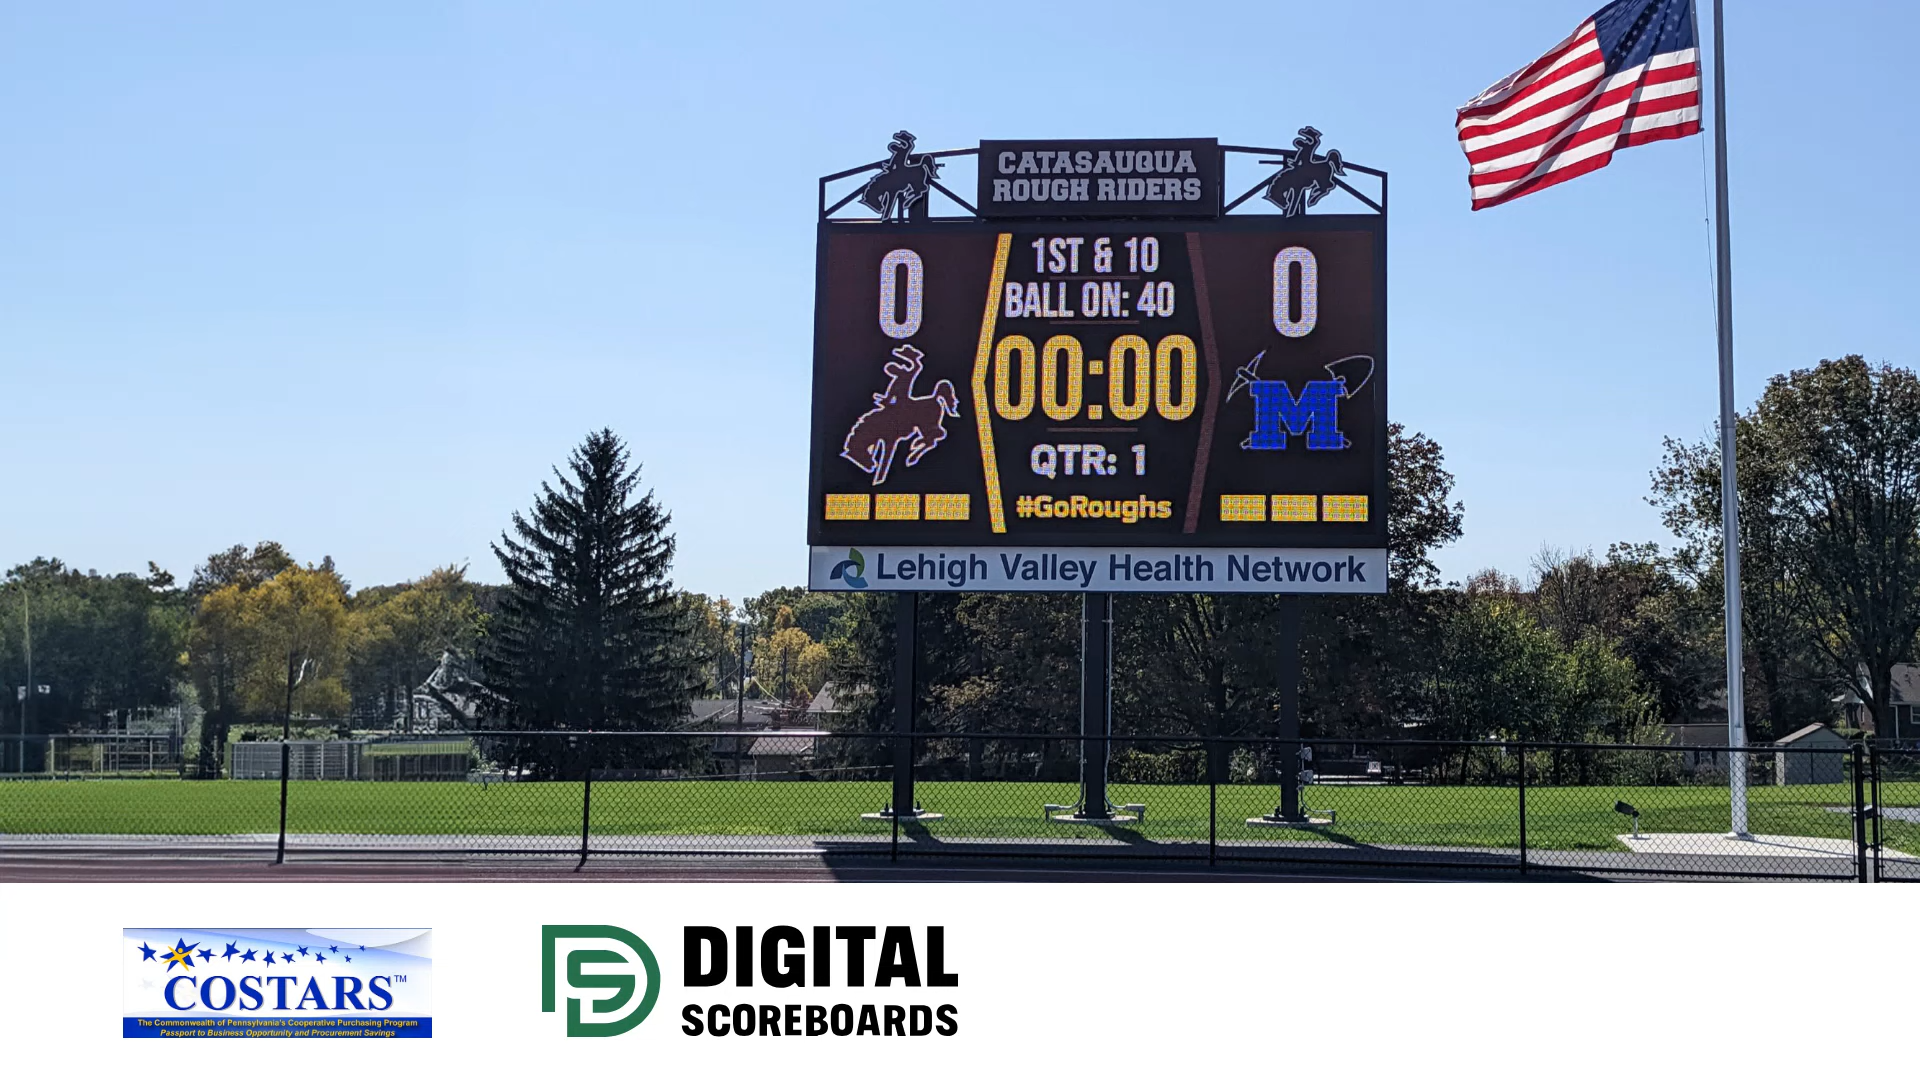 CATASAUQUA
ROUGH RIDERS
0
1ST & 10
BALL ON: 40
0
00:00
M
QTR: 1
#GoRoughs
Lehigh Valley Health Network
COSTARS™
The Commonwealth of Pennsylvania's Cooperative Purchasing Program
Passport to Business Opportunity and Procurement Savings
DS
DIGITAL
SCOREBOARDS